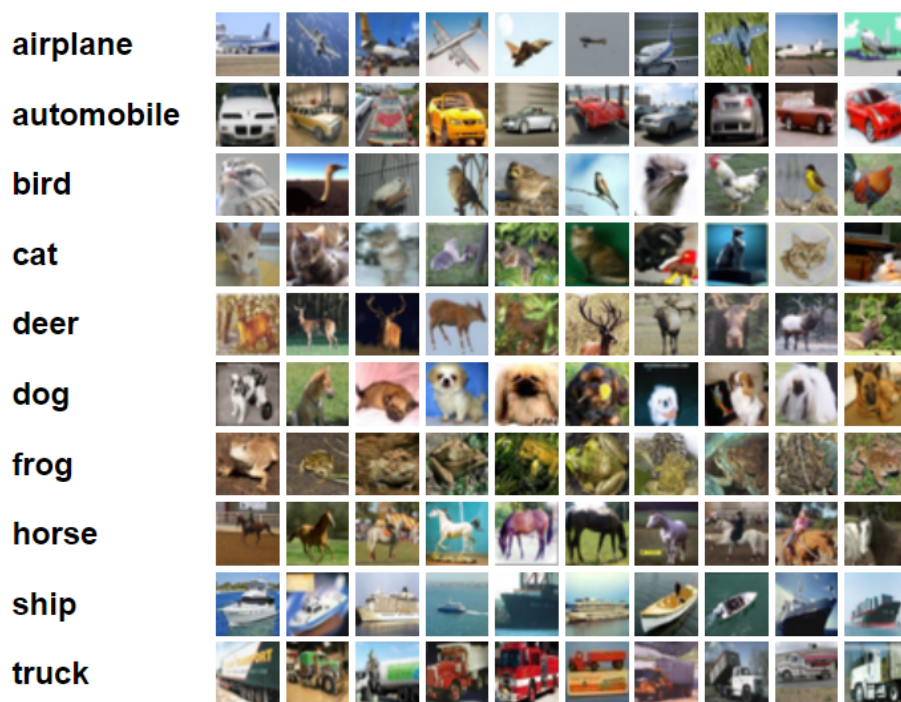 airplane
automobile
bird
cat
deer
dog
frog
horse
ship
truck